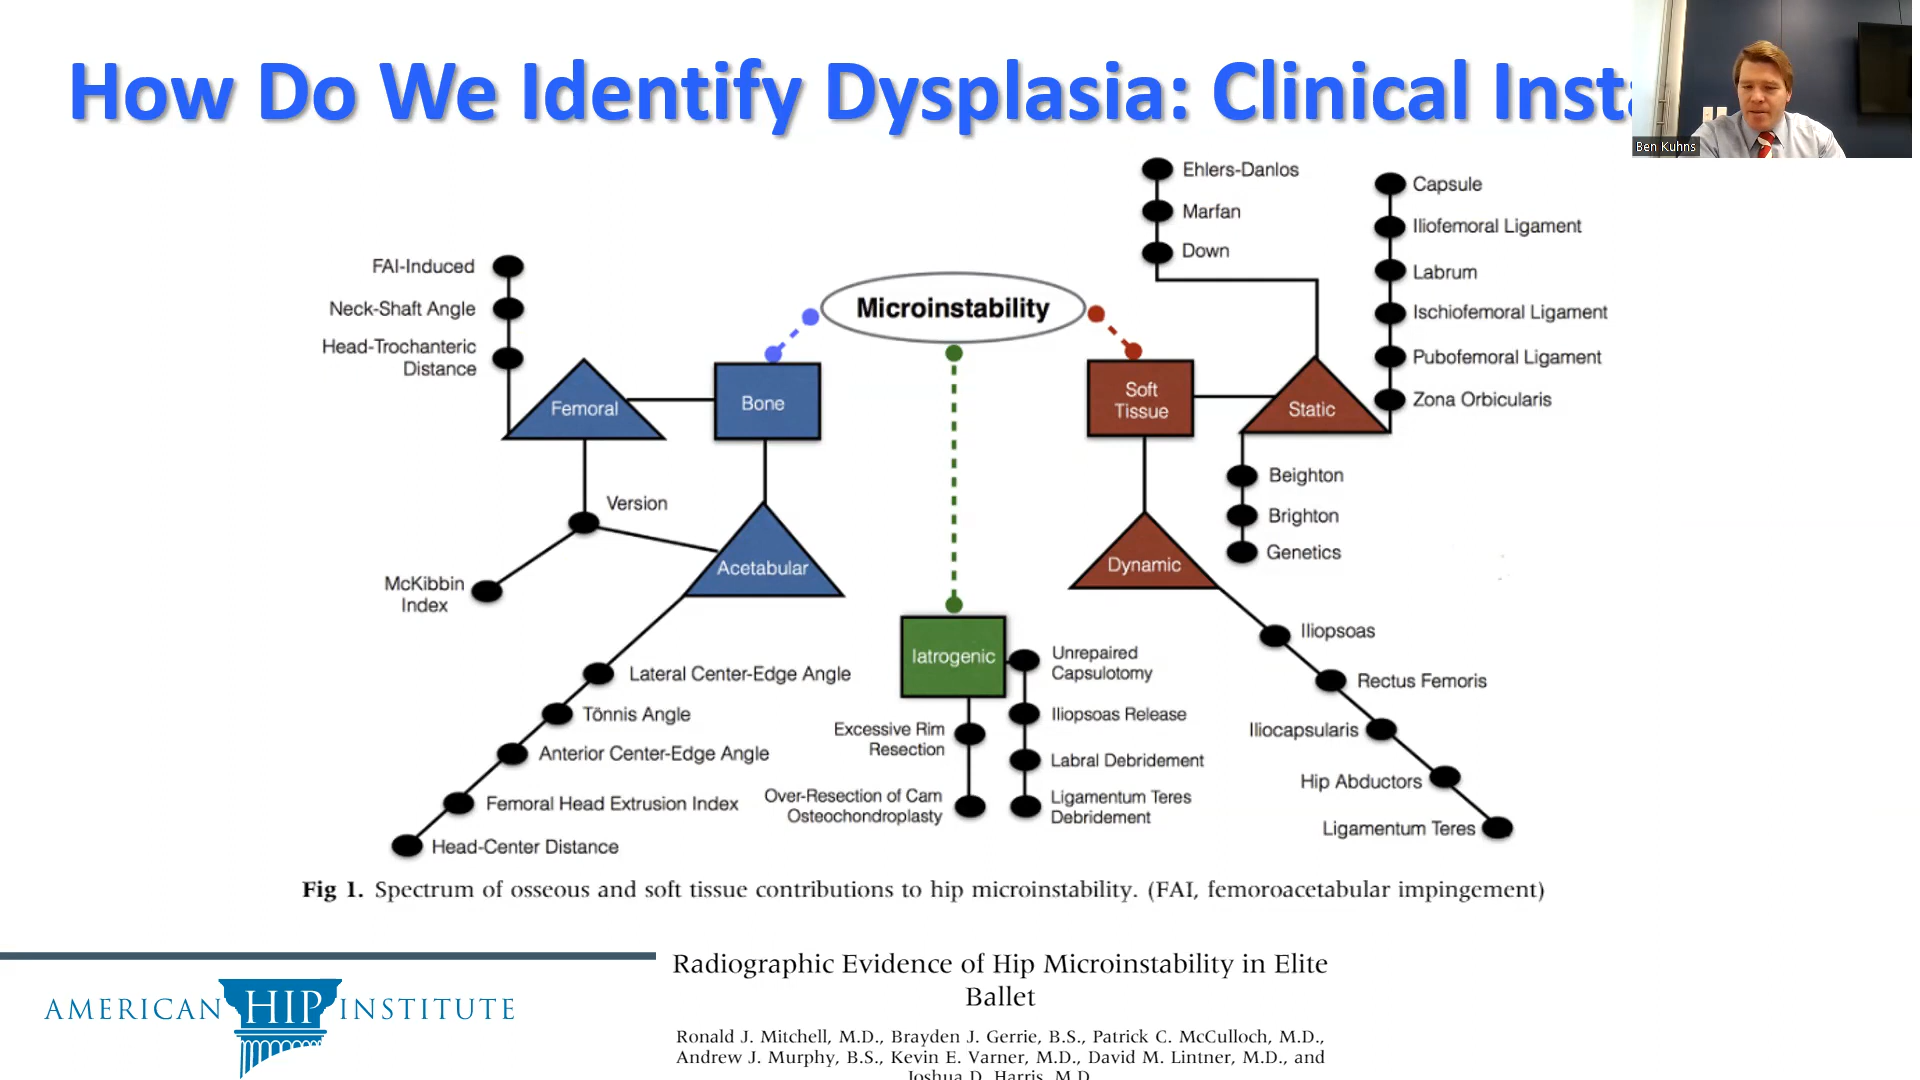 How Do We Identify Dysplasia: Clinical Inst
Ben Kuhns
Microinstability
FAI-Induced
Neck-Shaft Angle
Head-Trochanteric
Distance
Femoral
Bone
Version
McKibbin
Index
Acetabular
Lateral Center-Edge Angle
Tönnis Angle
Anterior Center-Edge Angle
Femoral Head Extrusion Index
Head-Center Distance
Iatrogenic
Excessive Rim
Resection
Over-Resection of Cam
Osteochondroplasty
Unrepaired
Capsulotomy
Iliopsoas Release
Labral Debridement
Ligamentum Teres
Debridement
Soft
Tissue
Static
Ehlers-Danlos
Marfan
Down
Capsule
Iliofemoral Ligament
Labrum
Ischiofemoral Ligament
Pubofemoral Ligament
Zona Orbicularis
Beighton
Brighton
Genetics
Dynamic
Iliopsoas
Rectus Femoris
Iliocapsularis
Hip Abductors
Ligamentum Teres
Fig 1. Spectrum of osseous and soft tissue contributions to hip microinstability. (FAI, femoroacetabular impingement)
AMERICAN HIP INSTITUTE
Radiographic Evidence of Hip Microinstability in Elite
Ballet
Ronald J. Mitchell, M.D., Brayden J. Gerrie, B.S., Patrick C. McCulloch, M.D.,
Andrew J. Murphy, B.S., Kevin E. Varner, M.D., David M. Lintner, M.D., and
Joshua D. Harris, M.D.